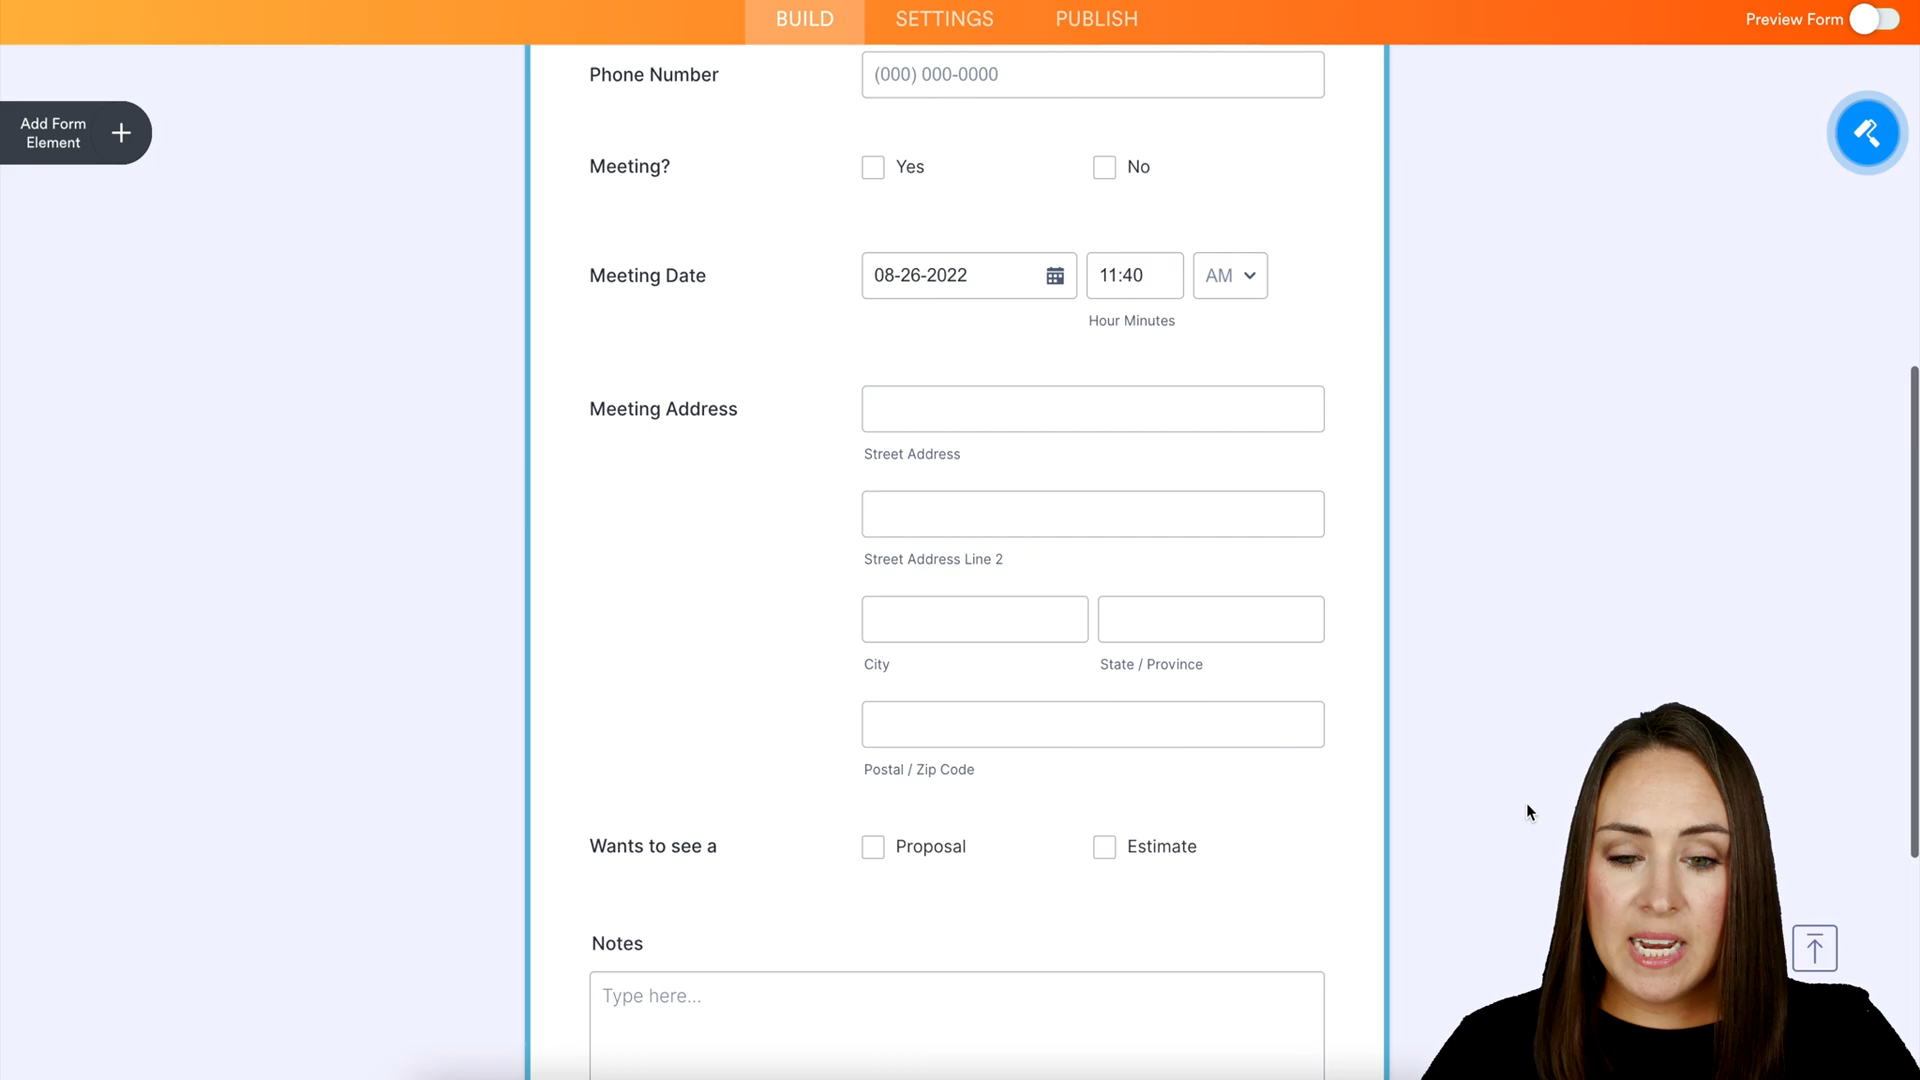 BUILD SETTINGS PUBLISH Preview Form
Phone Number (000) 000-0000
Add Form
Element
Meeting? Yes No
Meeting Date 08-26-2022 11:40 AM
Hour Minutes
Meeting Address
Street Address
Street Address Line 2
City State / Province
Postal / Zip Code
Wants to see a Proposal Estimate
Notes
Type here...